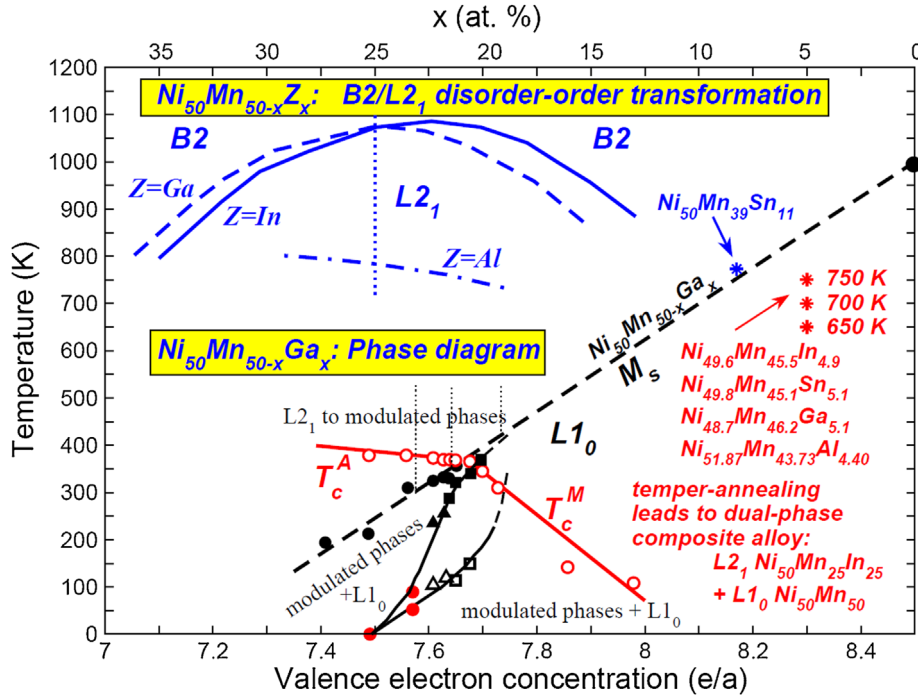 x (at. %)
35 30 25 20 15 10 5 0
1200
1100
1000
900
800
700
600
500
400
300
200
100
0
Temperature (K)
Ni50Mn50-xZx: B2/L21 disorder-order transformation
B2
B2
Z=Ga
Z=In
L21
Z=Al
Ni50Mn39Sn11
750 K
700 K
650 K
Ni50Mn50-xGax
Ms
Ni50Mn50-xGax: Phase diagram
Ni49.6Mn45.5In4.9
Ni49.8Mn45.1Sn5.1
Ni48.7Mn46.2Ga5.1
Ni51.87Mn43.73Al4.40
L21 to modulated phases
L10
TcA
TcM
temper-annealing
leads to dual-phase
composite alloy:
L21 Ni50Mn25In25
+ L10 Ni50Mn50
modulated phases
+L10
modulated phases + L10
7 7.2 7.4 7.6 7.8 8 8.2 8.4
Valence electron concentration (e/a)